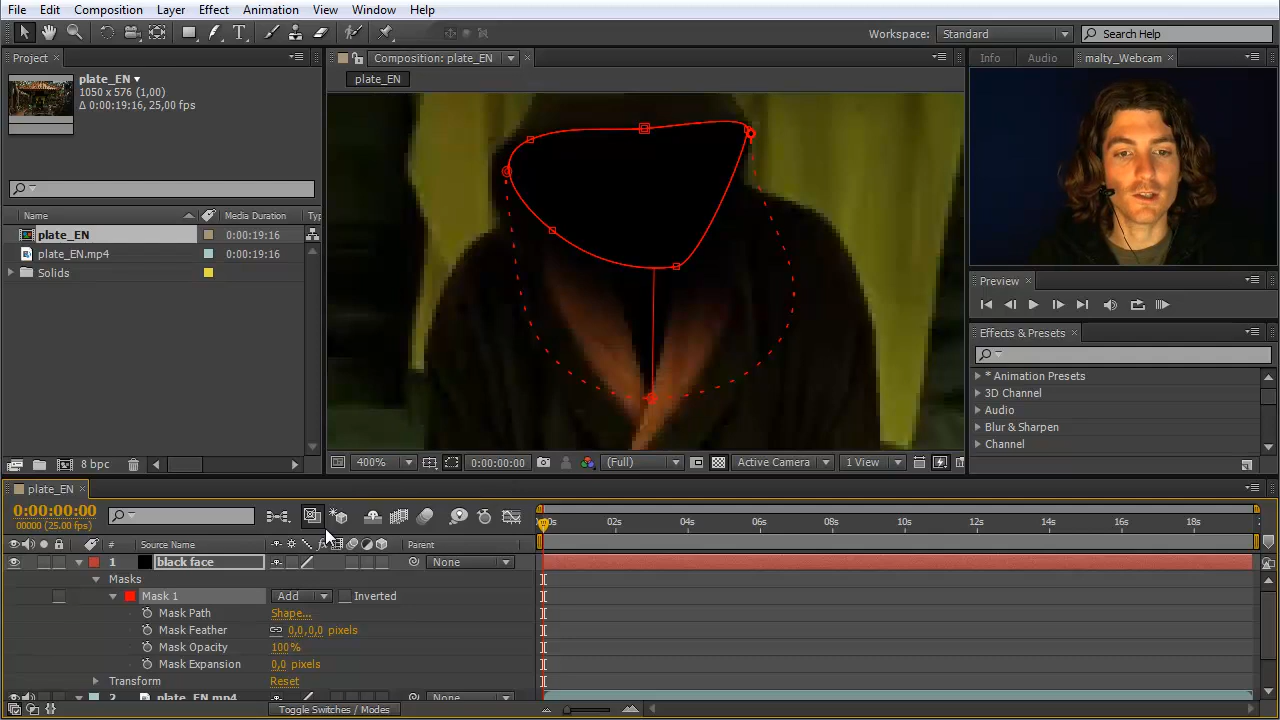 File Edit Composition Layer Effect Animation View Window Help
Workspace: Standard Search Help
Project
Composition: plate_EN
Info Audio malty_Webcam
plate_EN
1050 x 576 (1,00)
Δ 0:00:19:16, 25,00 fps
plate_EN
Name Media Duration Ty
plate_EN 0:00:19:16
plate_EN.mp4 0:00:19:16
Solids
Preview
Effects & Presets
* Animation Presets
3D Channel
Audio
Blur & Sharpen
Channel
8 bpc
400% 0:00:00:00 (Full) Active Camera 1 View
plate_EN
0:00:00:00
00000 (25.00 fps)
02s 04s 06s 08s 10s 12s 14s 16s 18s
# Source Name Parent
1 black face None
Masks
Mask 1 Add Inverted
Mask Path Shape...
Mask Feather 0,0,0,0 pixels
Mask Opacity 100%
Mask Expansion 0,0 pixels
Transform Reset
2 plate_EN.mp4 None
Toggle Switches / Modes